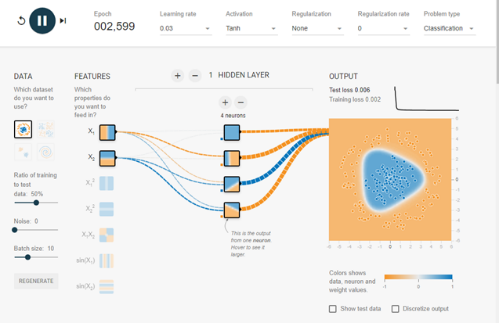 Epoch
002,599
Learning rate
0.03
Activation
Tanh
Regularization
None
Regularization rate
0
Problem type
Classification
DATA
Which dataset
do you want to
use?
Ratio of training
to test
data: 50%
Noise: 0
Batch size: 10
REGENERATE
FEATURES
Which
properties do
you want to
feed in?
X₁
X₂
X₁²
X₂²
X₁X₂
sin(X₁)
sin(X₂)
+ − 1 HIDDEN LAYER
+ −
4 neurons
This is the output
from one neuron.
Hover to see it
larger.
OUTPUT
Test loss 0.006
Training loss 0.002
6
5
4
3
2
1
0
-1
-2
-3
-4
-5
-6
-6 -5 -4 -3 -2 -1 0 1 2 3 4 5 6
Colors shows
data, neuron and
weight values.
-1 0 1
Show test data
Discretize output